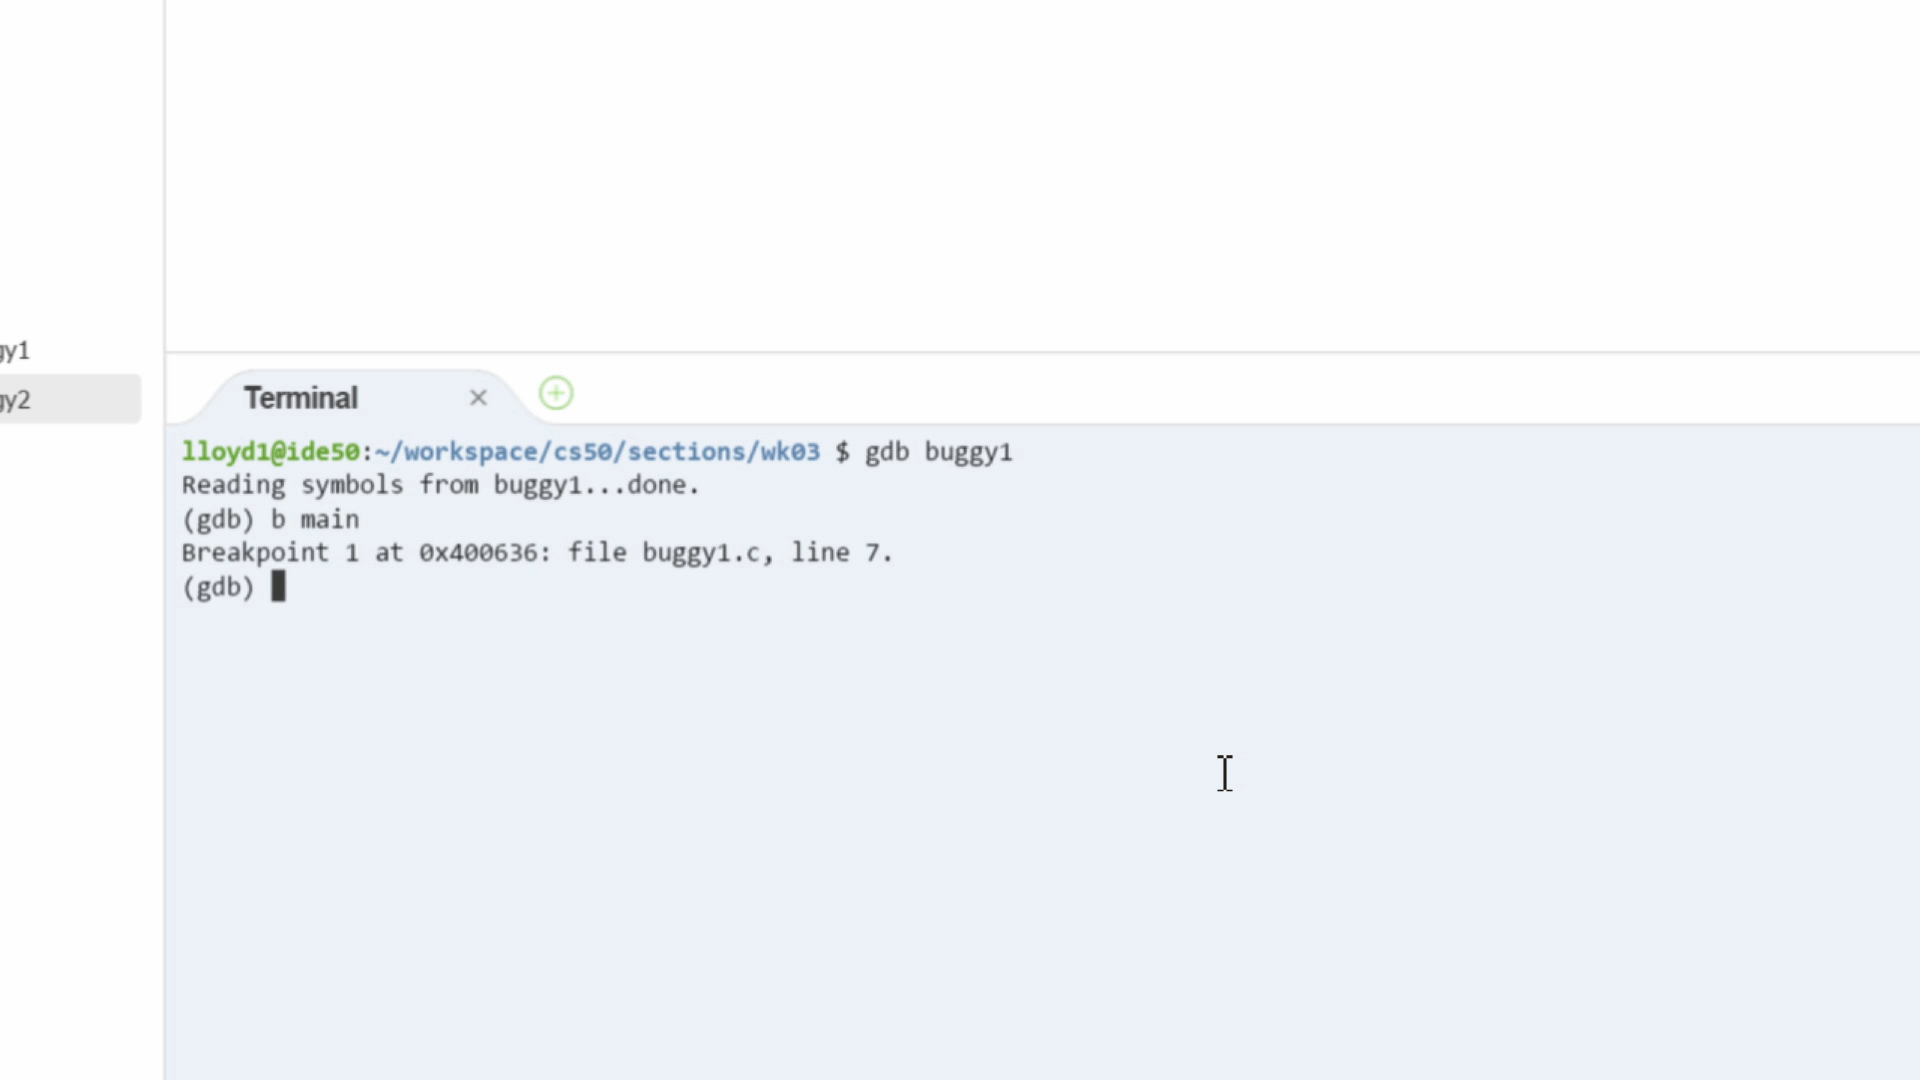 gy1
gy2
Terminal
lloyd1@ide50:~/workspace/cs50/sections/wk03 $ gdb buggy1
Reading symbols from buggy1...done.
(gdb) b main
Breakpoint 1 at 0x400636: file buggy1.c, line 7.
(gdb)